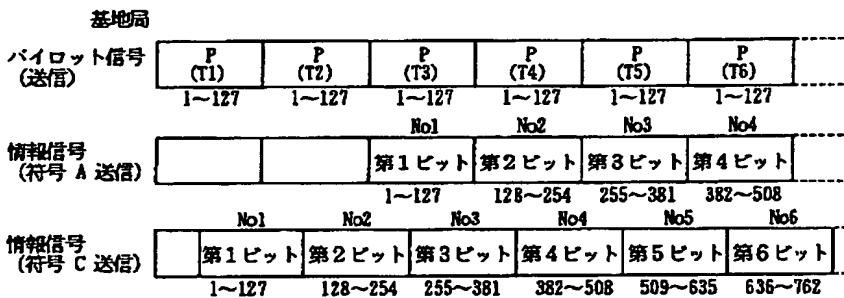 基地局
パイロット信号
(送信)
P P P P P P
(T1) (T2) (T3) (T4) (T5) (T6)
1~127 1~127 1~127 1~127 1~127 1~127
No1 No2 No3 No4
情報信号
(符号 A 送信)
第1ビット 第2ビット 第3ビット 第4ビット
1~127 128~254 255~381 382~508
No1 No2 No3 No4 No5 No6
情報信号
(符号 C 送信)
第1ビット 第2ビット 第3ビット 第4ビット 第5ビット 第6ビット
1~127 128~254 255~381 382~508 509~635 636~762